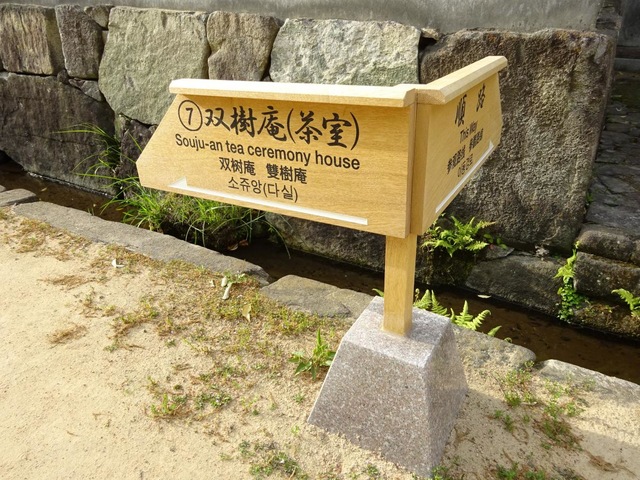 ⑦双樹庵(茶室)
Souju-an tea ceremony house
双树庵 雙樹庵
소쥬앙(다실)
順路
This Way